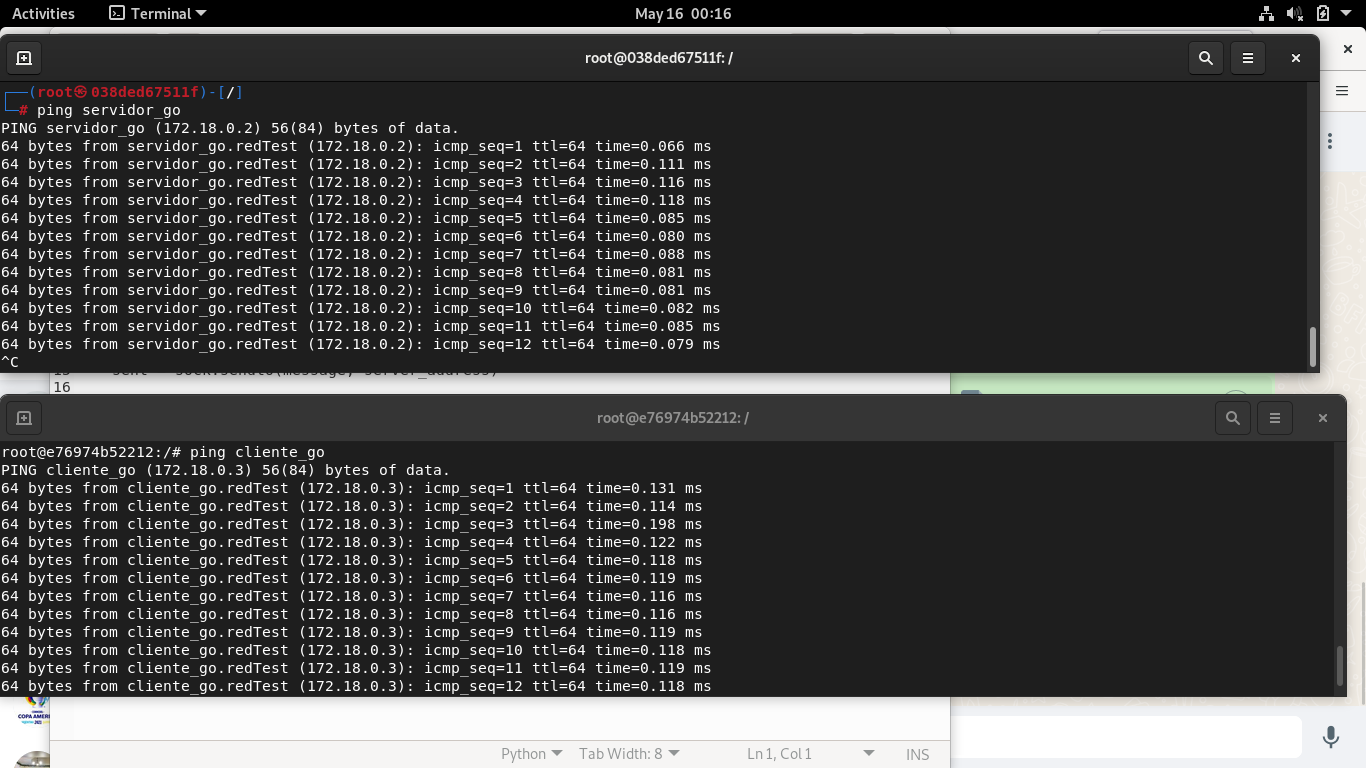 Activities Terminal May 16 00:16
root@038ded67511f: /
┌──(root㉿038ded67511f)-[/]
└─# ping servidor_go
PING servidor_go (172.18.0.2) 56(84) bytes of data.
64 bytes from servidor_go.redTest (172.18.0.2): icmp_seq=1 ttl=64 time=0.066 ms
64 bytes from servidor_go.redTest (172.18.0.2): icmp_seq=2 ttl=64 time=0.111 ms
64 bytes from servidor_go.redTest (172.18.0.2): icmp_seq=3 ttl=64 time=0.116 ms
64 bytes from servidor_go.redTest (172.18.0.2): icmp_seq=4 ttl=64 time=0.118 ms
64 bytes from servidor_go.redTest (172.18.0.2): icmp_seq=5 ttl=64 time=0.085 ms
64 bytes from servidor_go.redTest (172.18.0.2): icmp_seq=6 ttl=64 time=0.080 ms
64 bytes from servidor_go.redTest (172.18.0.2): icmp_seq=7 ttl=64 time=0.088 ms
64 bytes from servidor_go.redTest (172.18.0.2): icmp_seq=8 ttl=64 time=0.081 ms
64 bytes from servidor_go.redTest (172.18.0.2): icmp_seq=9 ttl=64 time=0.081 ms
64 bytes from servidor_go.redTest (172.18.0.2): icmp_seq=10 ttl=64 time=0.082 ms
64 bytes from servidor_go.redTest (172.18.0.2): icmp_seq=11 ttl=64 time=0.085 ms
64 bytes from servidor_go.redTest (172.18.0.2): icmp_seq=12 ttl=64 time=0.079 ms
^C
16
root@e76974b52212: /
root@e76974b52212:/# ping cliente_go
PING cliente_go (172.18.0.3) 56(84) bytes of data.
64 bytes from cliente_go.redTest (172.18.0.3): icmp_seq=1 ttl=64 time=0.131 ms
64 bytes from cliente_go.redTest (172.18.0.3): icmp_seq=2 ttl=64 time=0.114 ms
64 bytes from cliente_go.redTest (172.18.0.3): icmp_seq=3 ttl=64 time=0.198 ms
64 bytes from cliente_go.redTest (172.18.0.3): icmp_seq=4 ttl=64 time=0.122 ms
64 bytes from cliente_go.redTest (172.18.0.3): icmp_seq=5 ttl=64 time=0.118 ms
64 bytes from cliente_go.redTest (172.18.0.3): icmp_seq=6 ttl=64 time=0.119 ms
64 bytes from cliente_go.redTest (172.18.0.3): icmp_seq=7 ttl=64 time=0.116 ms
64 bytes from cliente_go.redTest (172.18.0.3): icmp_seq=8 ttl=64 time=0.116 ms
64 bytes from cliente_go.redTest (172.18.0.3): icmp_seq=9 ttl=64 time=0.119 ms
64 bytes from cliente_go.redTest (172.18.0.3): icmp_seq=10 ttl=64 time=0.118 ms
64 bytes from cliente_go.redTest (172.18.0.3): icmp_seq=11 ttl=64 time=0.119 ms
64 bytes from cliente_go.redTest (172.18.0.3): icmp_seq=12 ttl=64 time=0.118 ms
COPA AMER
Python Tab Width: 8 Ln 1, Col 1 INS